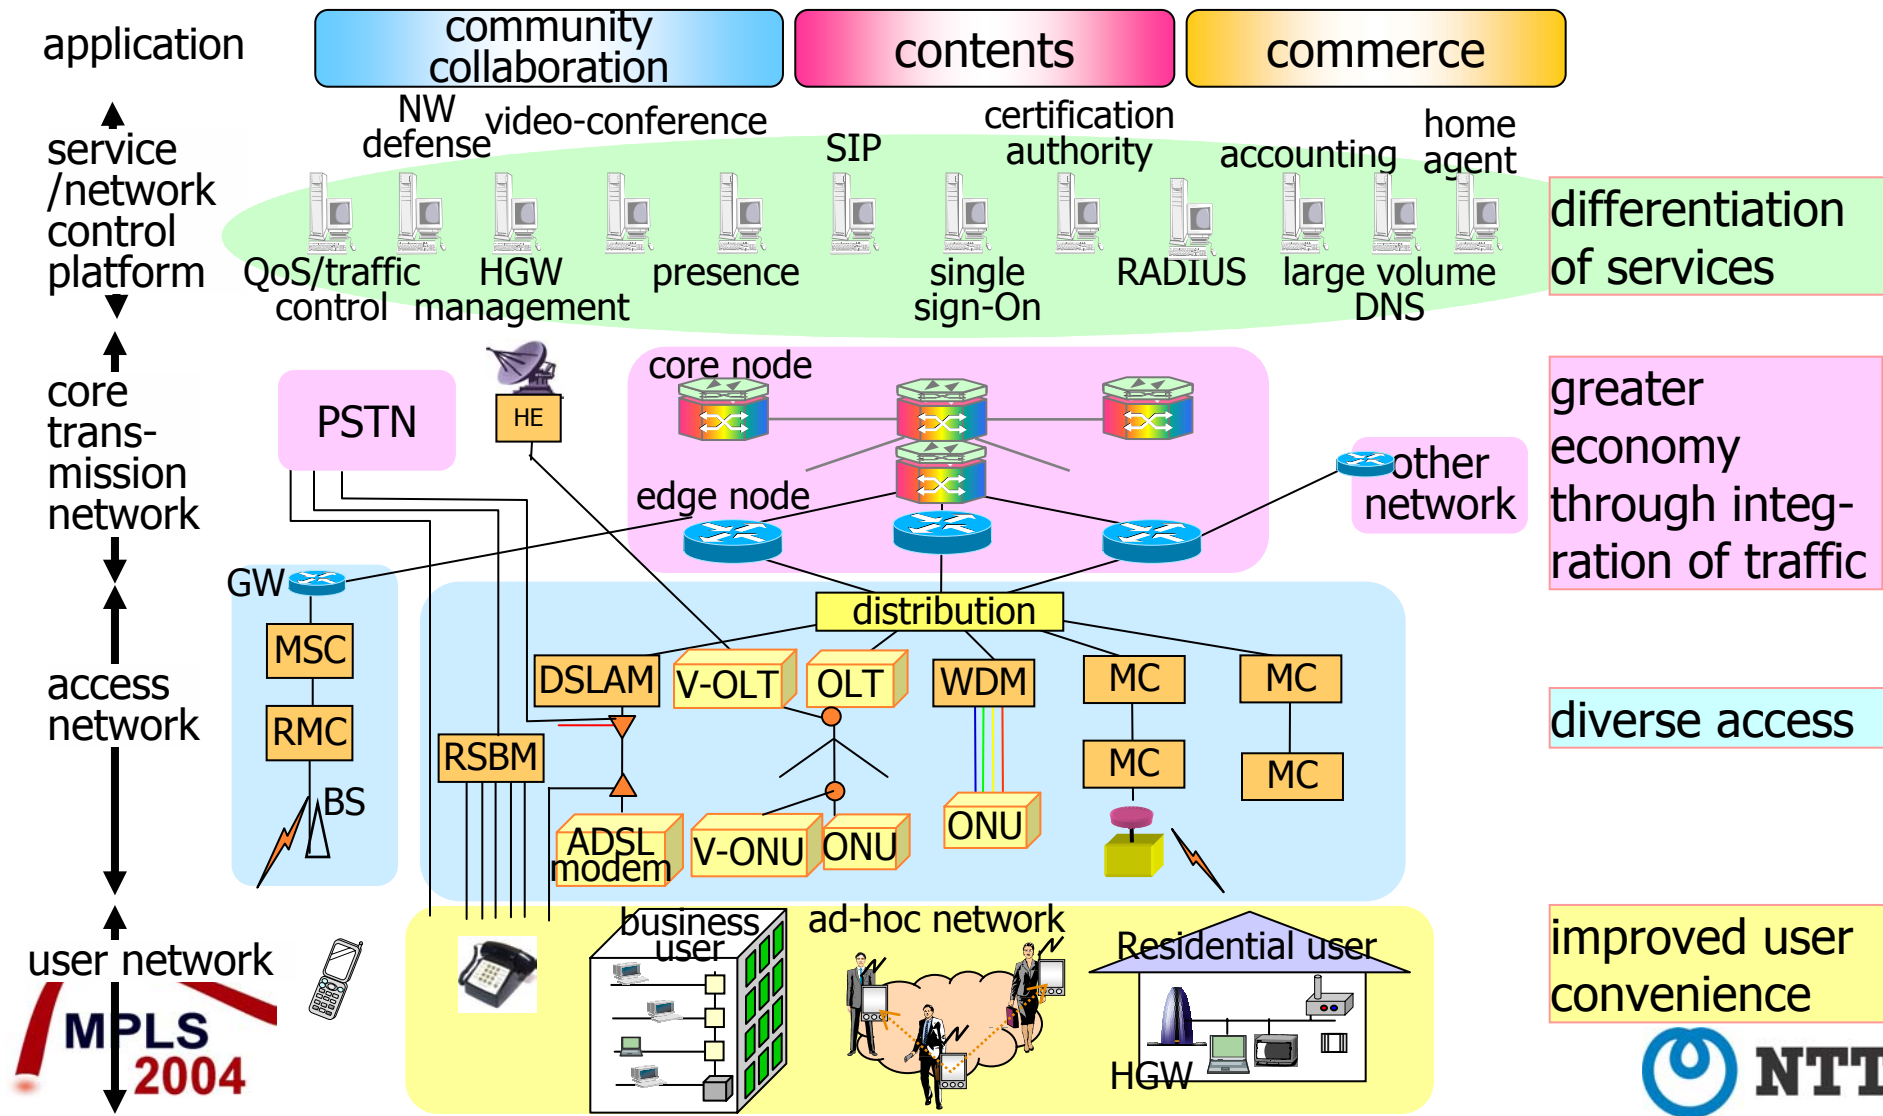 application
community
collaboration
contents
commerce
service
/network
control
platform
NW
defense
video-conference
SIP
certification
authority
accounting
home
agent
QoS/traffic
control
HGW
management
presence
single
sign-On
RADIUS
large volume
DNS
differentiation
of services
core
trans-
mission
network
PSTN
HE
core node
edge node
other
network
greater
economy
through integ-
ration of traffic
access
network
GW
MSC
RMC
BS
distribution
DSLAM
V-OLT
OLT
WDM
MC
MC
RSBM
MC
MC
ADSL
modem
V-ONU
ONU
ONU
diverse access
user network
business
user
ad-hoc network
Residential user
HGW
improved user
convenience
MPLS
2004
NTT